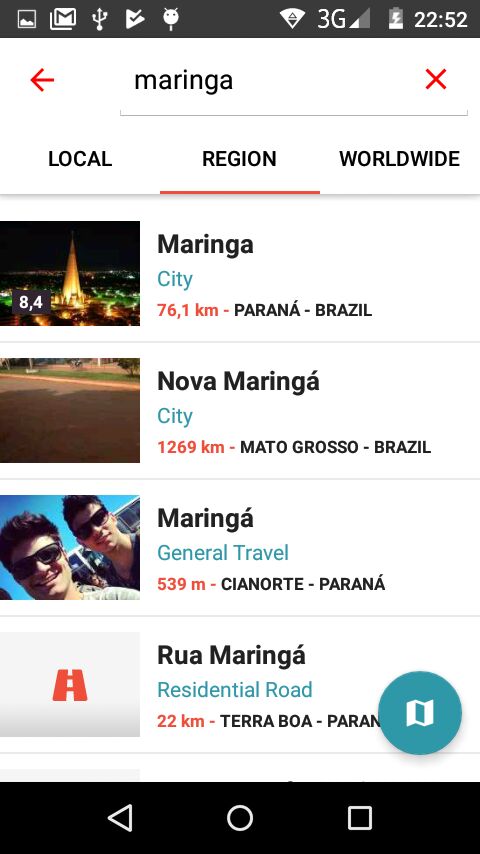 3G 22:52
maringa
LOCAL REGION WORLDWIDE
8,4
Maringa
City
76,1 km - PARANÁ - BRAZIL
Nova Maringá
City
1269 km - MATO GROSSO - BRAZIL
Maringá
General Travel
539 m - CIANORTE - PARANÁ
Rua Maringá
Residential Road
22 km - TERRA BOA - PARAN